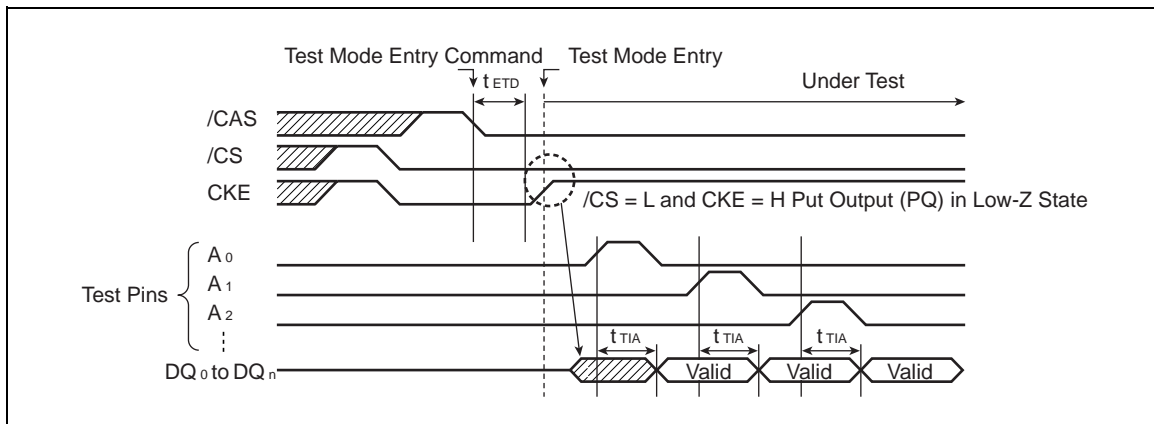 Test Mode Entry Command
Test Mode Entry
t ETD
Under Test
/CAS
/CS
CKE
/CS = L and CKE = H Put Output (PQ) in Low-Z State
Test Pins
A 0
A 1
A 2
t TIA
t TIA
t TIA
DQ 0 to DQ n
Valid
Valid
Valid